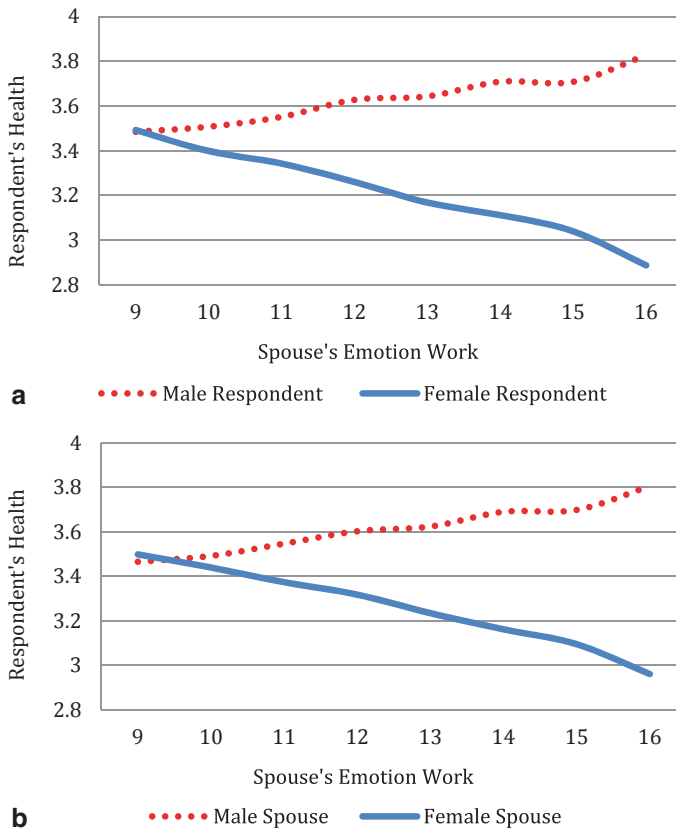 4
3.8
3.6
3.4
3.2
3
2.8
Respondent's Health
9 10 11 12 13 14 15 16
Spouse's Emotion Work
a Male Respondent Female Respondent
4
3.8
3.6
3.4
3.2
3
2.8
Respondent's Health
9 10 11 12 13 14 15 16
Spouse's Emotion Work
b Male Spouse Female Spouse